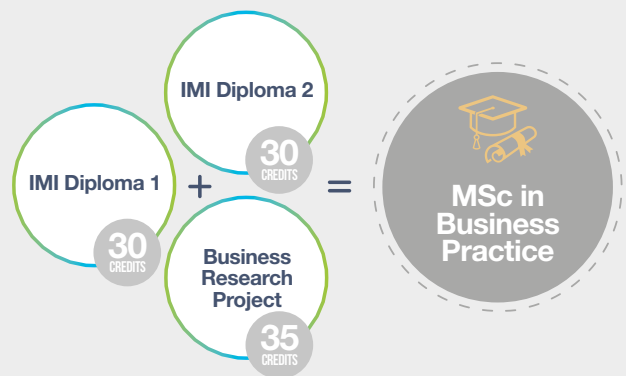 IMI Diploma 1
30
CREDITS
+
IMI Diploma 2
30
CREDITS
Business
Research
Project
35
CREDITS
=
MSc in
Business
Practice